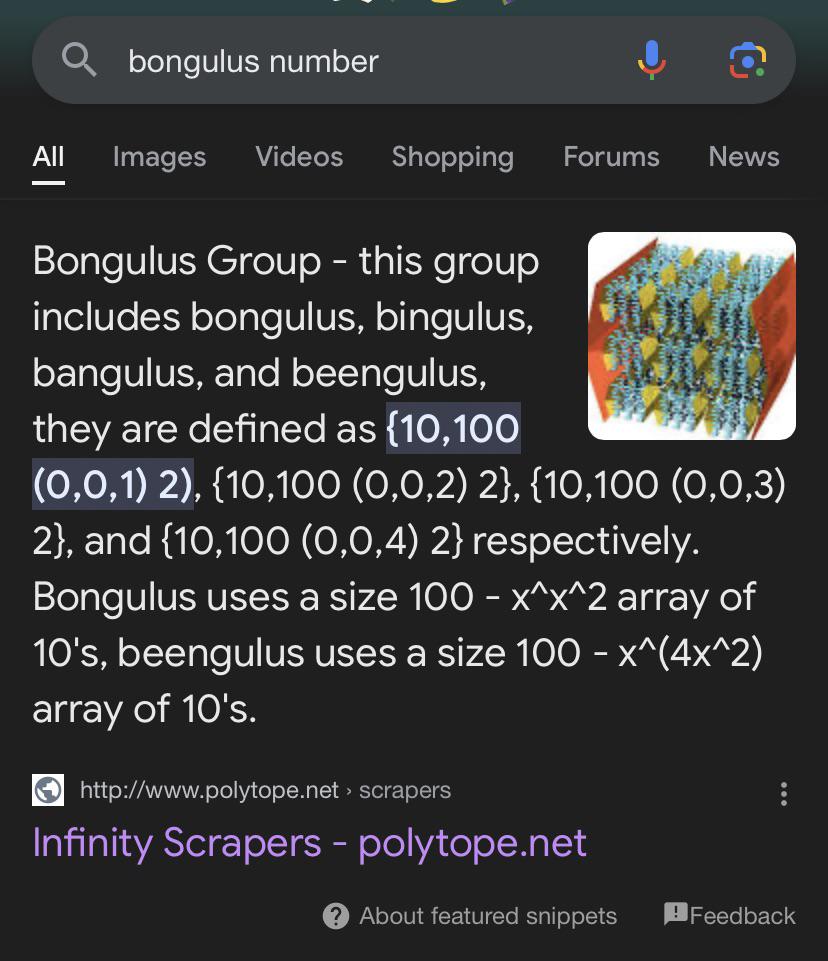 bongulus number
All Images Videos Shopping Forums News
Bongulus Group - this group
includes bongulus, bingulus,
bangulus, and beengulus,
they are defined as {10,100
(0,0,1) 2}, {10,100 (0,0,2) 2}, {10,100 (0,0,3)
2}, and {10,100 (0,0,4) 2} respectively.
Bongulus uses a size 100 - x^x^2 array of
10's, beengulus uses a size 100 - x^(4x^2)
array of 10's.
http://www.polytope.net › scrapers
Infinity Scrapers - polytope.net
About featured snippets Feedback